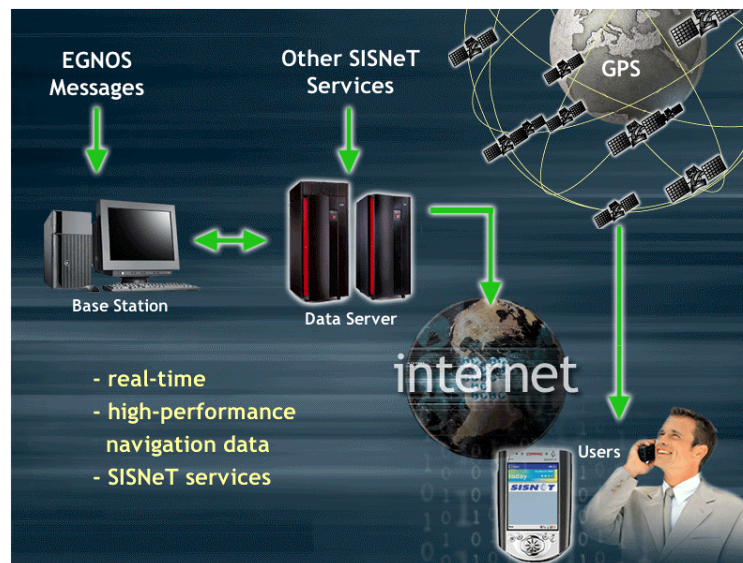 EGNOS
Messages
Other SISNeT
Services
GPS
Base Station
Data Server
internet
- real-time
- high-performance
navigation data
- SISNeT services
Users
today
SISNET